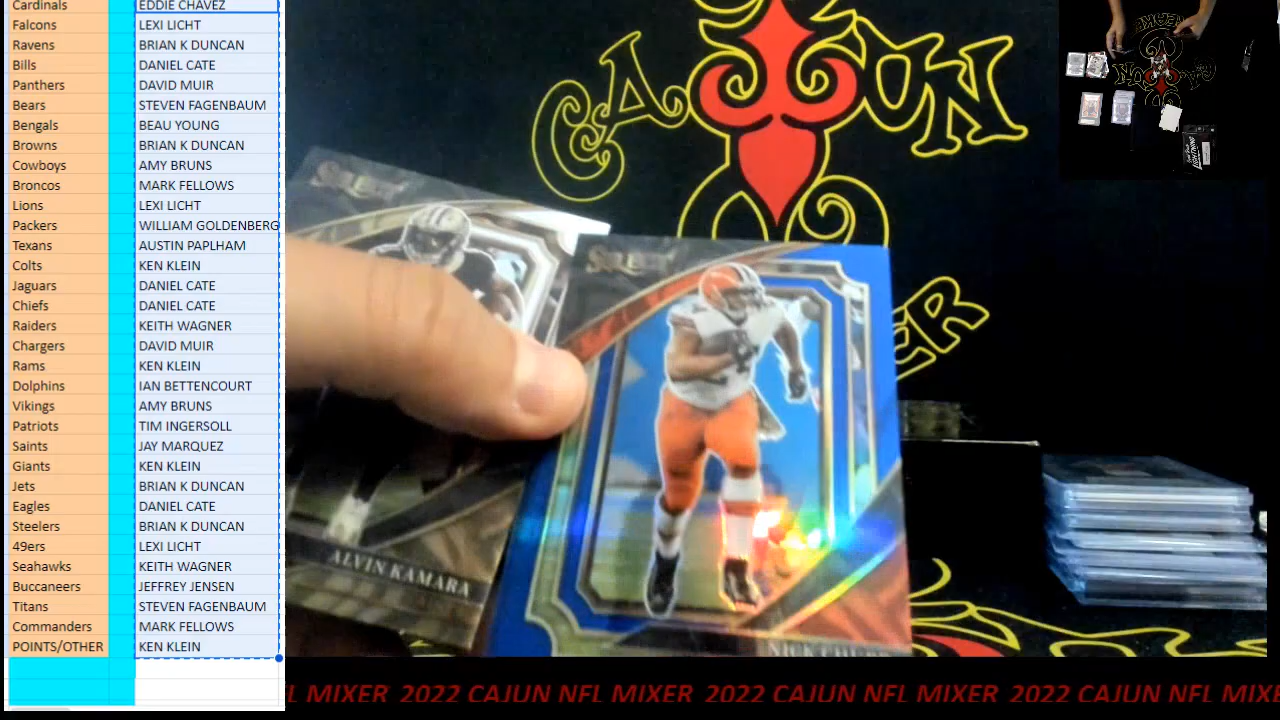 Cardinals EDDIE CHAVEZ
Falcons LEXI LICHT
Ravens BRIAN K DUNCAN
Bills DANIEL CATE
Panthers DAVID MUIR
Bears STEVEN FAGENBAUM
Bengals BEAU YOUNG
Browns BRIAN K DUNCAN
Cowboys AMY BRUNS
Broncos MARK FELLOWS
Lions LEXI LICHT
Packers WILLIAM GOLDENBERG
Texans AUSTIN PAPLHAM
Colts KEN KLEIN
Jaguars DANIEL CATE
Chiefs DANIEL CATE
Raiders KEITH WAGNER
Chargers DAVID MUIR
Rams KEN KLEIN
Dolphins IAN BETTENCOURT
Vikings AMY BRUNS
Patriots TIM INGERSOLL
Saints JAY MARQUEZ
Giants KEN KLEIN
Jets BRIAN K DUNCAN
Eagles DANIEL CATE
Steelers BRIAN K DUNCAN
49ers LEXI LICHT
Seahawks KEITH WAGNER
Buccaneers JEFFREY JENSEN
Titans STEVEN FAGENBAUM
Commanders MARK FELLOWS
POINTS/OTHER KEN KLEIN
CAJUN
SELECT
SELECT
ALVIN KAMARA
NICK
FL MIXER 2022 CAJUN NFL MIXER 2022 CAJUN NFL MIXER 2022 CAJUN NFL MIX